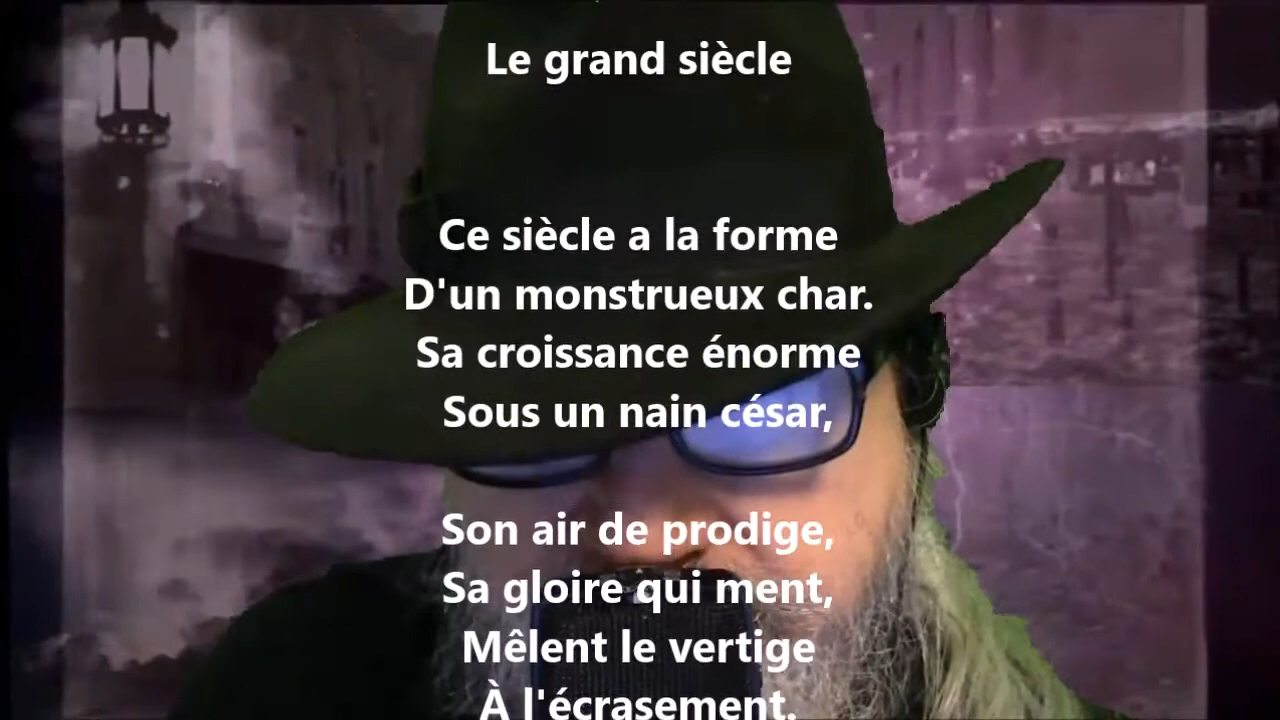 Le grand siècle
Ce siècle a la forme
D'un monstrueux char.
Sa croissance énorme
Sous un nain césar,
Son air de prodige,
Sa gloire qui ment,
Mêlent le vertige
À l'écrasement.